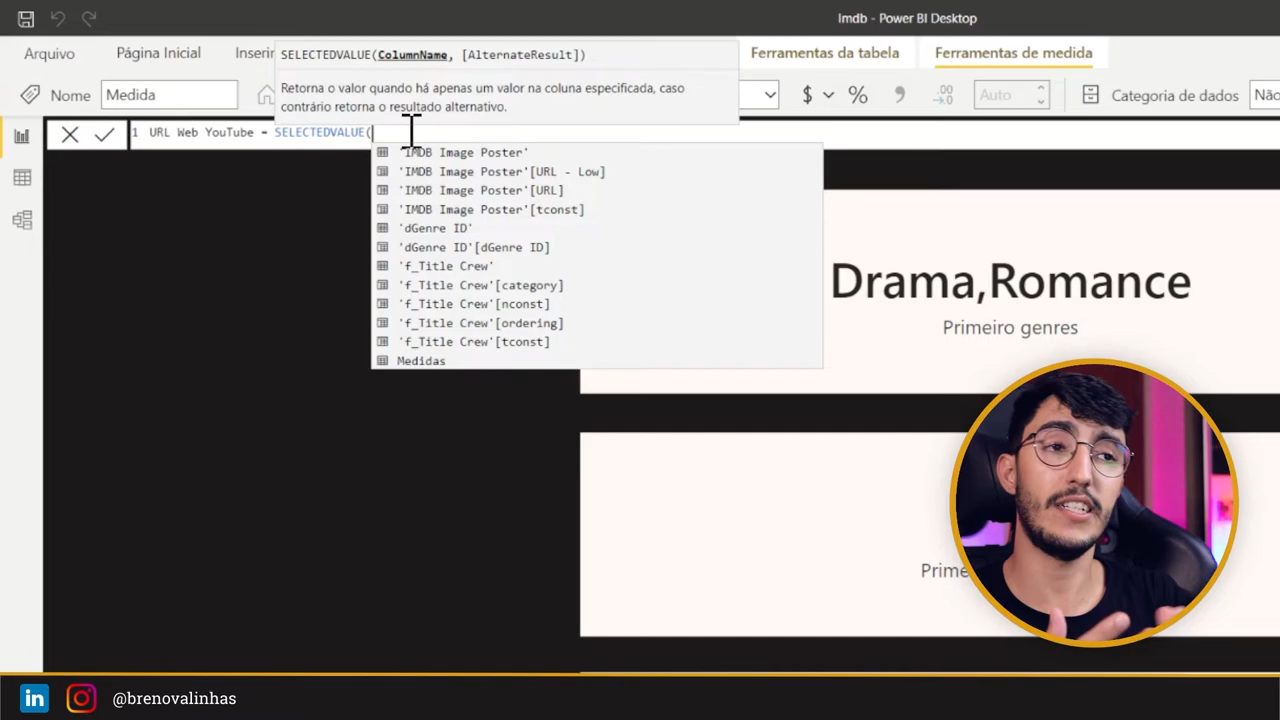 Imdb - Power BI Desktop
Arquivo
Página Inicial
Inserir
Ferramentas da tabela
Ferramentas de medida
SELECTEDVALUE(ColumnName, [AlternateResult])
Retorna o valor quando há apenas um valor na coluna especificada, caso
contrário retorna o resultado alternativo.
Nome
Medida
$
%
Auto
Categoria de dados
1 URL Web YouTube = SELECTEDVALUE(
'IMDB Image Poster'
'IMDB Image Poster'[URL - Low]
'IMDB Image Poster'[URL]
'IMDB Image Poster'[tconst]
'dGenre ID'
'dGenre ID'[dGenre ID]
'f_Title Crew'
'f_Title Crew'[category]
'f_Title Crew'[nconst]
'f_Title Crew'[ordering]
'f_Title Crew'[tconst]
Medidas
Drama,Romance
Primeiro genres
in
@brenovalinhas